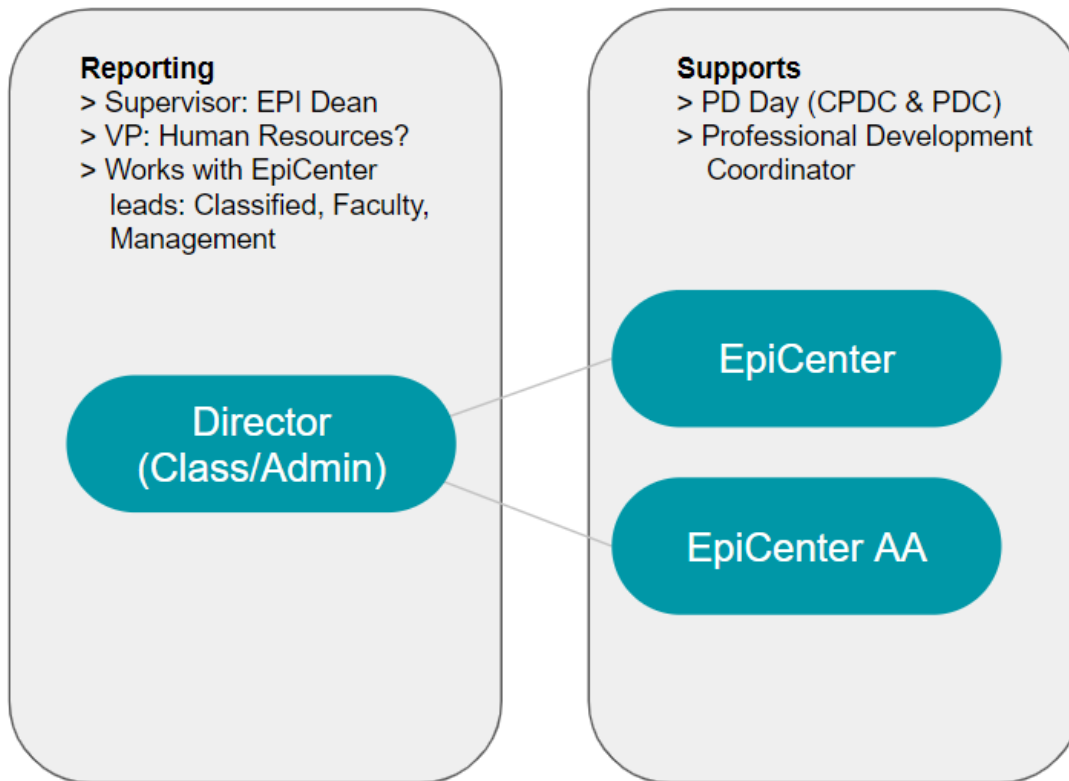 Reporting
> Supervisor: EPI Dean
> VP: Human Resources?
> Works with EpiCenter
leads: Classified, Faculty,
Management
Director
(Class/Admin)
Supports
> PD Day (CPDC & PDC)
> Professional Development
Coordinator
EpiCenter
EpiCenter AA